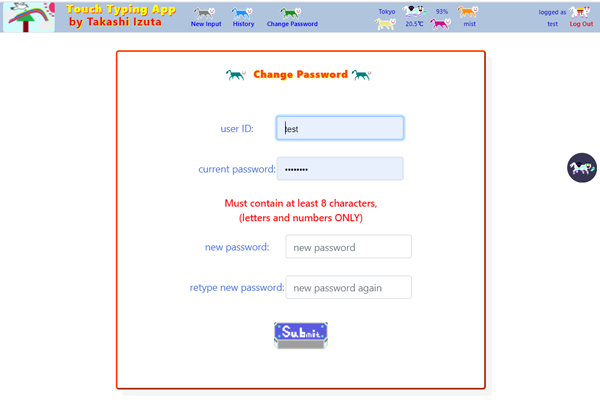 Touch Typing App
by Takashi Izuta
New Input
History
Change Password
Tokyo
93%
20.5℃
mist
logged as
test
Log Out
Change Password
user ID:
test
current password:
••••••••
Must contain at least 8 characters,
(letters and numbers ONLY)
new password:
new password
retype new password:
new password again
Submit